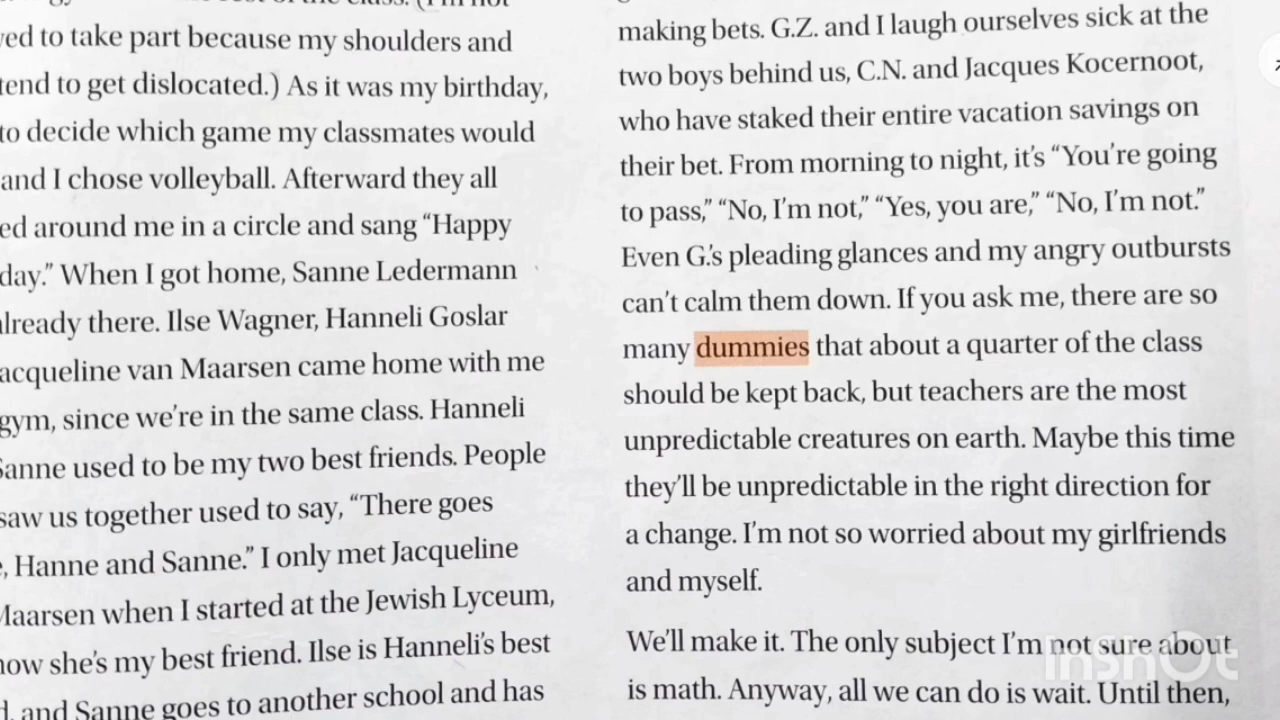 ved to take part because my shoulders and
tend to get dislocated.) As it was my birthday,
to decide which game my classmates would
and I chose volleyball. Afterward they all
ed around me in a circle and sang “Happy
day.” When I got home, Sanne Ledermann
already there. Ilse Wagner, Hanneli Goslar
acqueline van Maarsen came home with me
gym, since we’re in the same class. Hanneli
Sanne used to be my two best friends. People
saw us together used to say, “There goes
e, Hanne and Sanne.” I only met Jacqueline
Maarsen when I started at the Jewish Lyceum,
now she’s my best friend. Ilse is Hanneli’s best
d, and Sanne goes to another school and has
making bets. G.Z. and I laugh ourselves sick at the
two boys behind us, C.N. and Jacques Kocernoot,
who have staked their entire vacation savings on
their bet. From morning to night, it’s “You’re going
to pass,” “No, I’m not,” “Yes, you are,” “No, I’m not.”
Even G.’s pleading glances and my angry outbursts
can’t calm them down. If you ask me, there are so
many dummies that about a quarter of the class
should be kept back, but teachers are the most
unpredictable creatures on earth. Maybe this time
they’ll be unpredictable in the right direction for
a change. I’m not so worried about my girlfriends
and myself.
We’ll make it. The only subject I’m not sure about
is math. Anyway, all we can do is wait. Until then,
InShOt